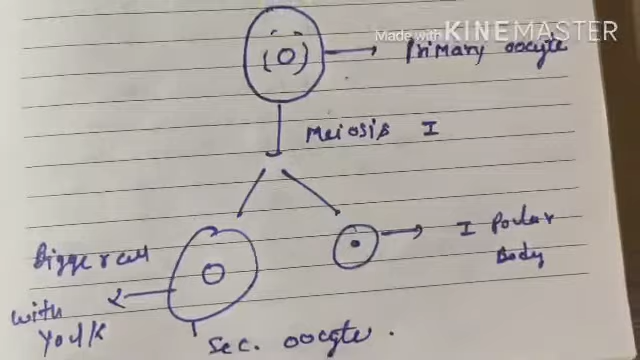 Made with KINEMASTER
Primary oocyte
Meiosis I
Bigger cell
with
Yolk
I Polar
Body
Sec. oocyte.